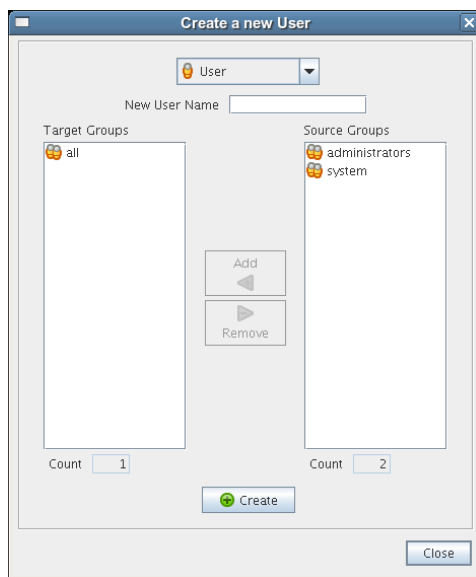 Create a new User
User
New User Name
Target Groups
all
Count 1
Add
Remove
Source Groups
administrators
system
Count 2
Create
Close